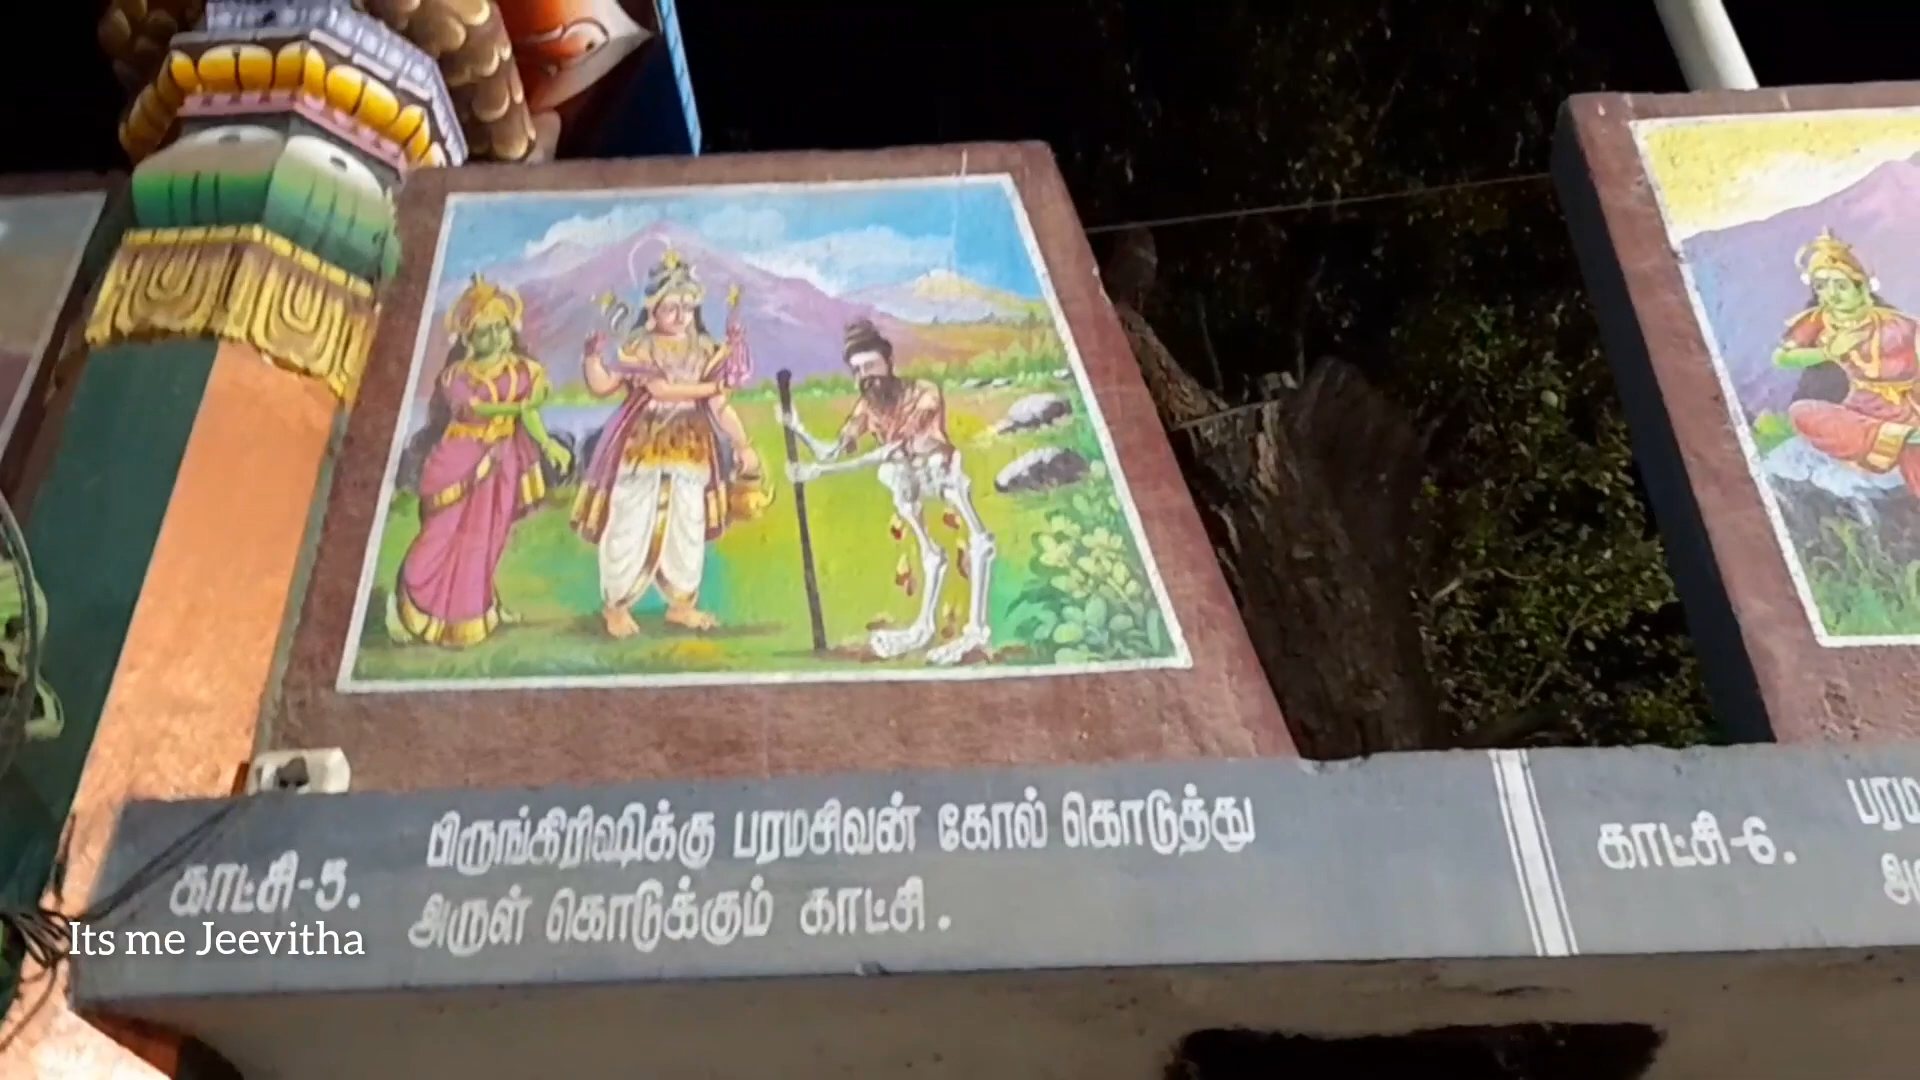 காட்சி-5.
பிருங்கிரிஷிக்கு பரமசிவன் கோல் கொடுத்து
அருள் கொடுக்கும் காட்சி.
காட்சி-6.
Its me Jeevitha